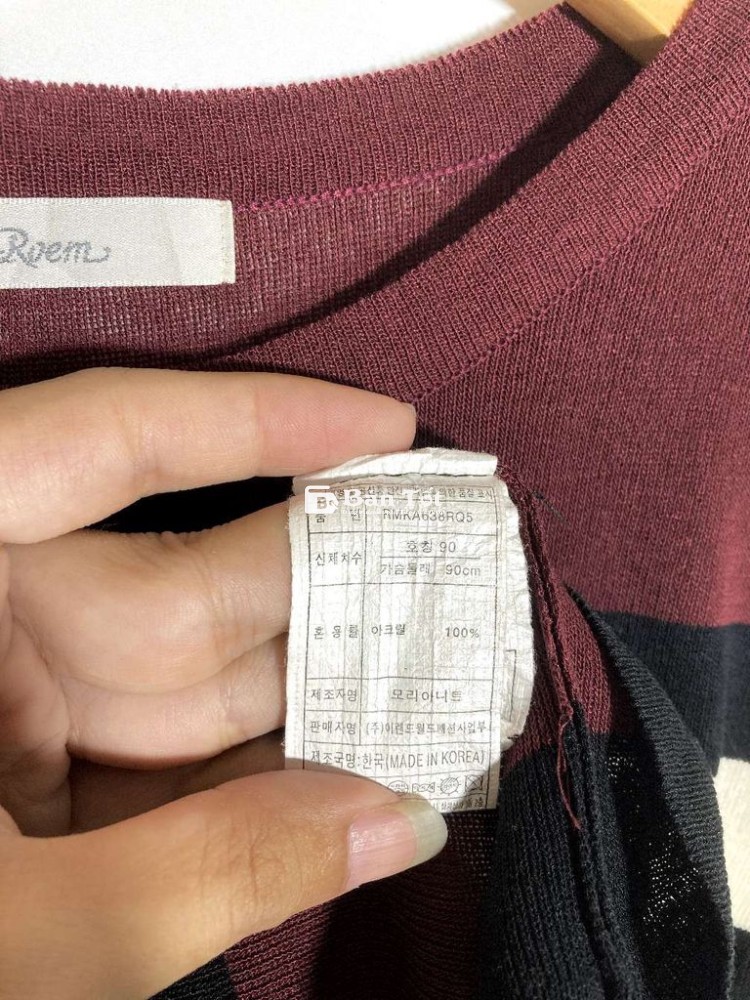 Roem
품 번 RMKA638RQ5
신체치수 호칭 90
가슴둘레 90cm
혼용률 아크릴 100%
제조자명 모리아니트
판매자명 (주)이랜드월드패션사업부
제조국명:한국(MADE IN KOREA)